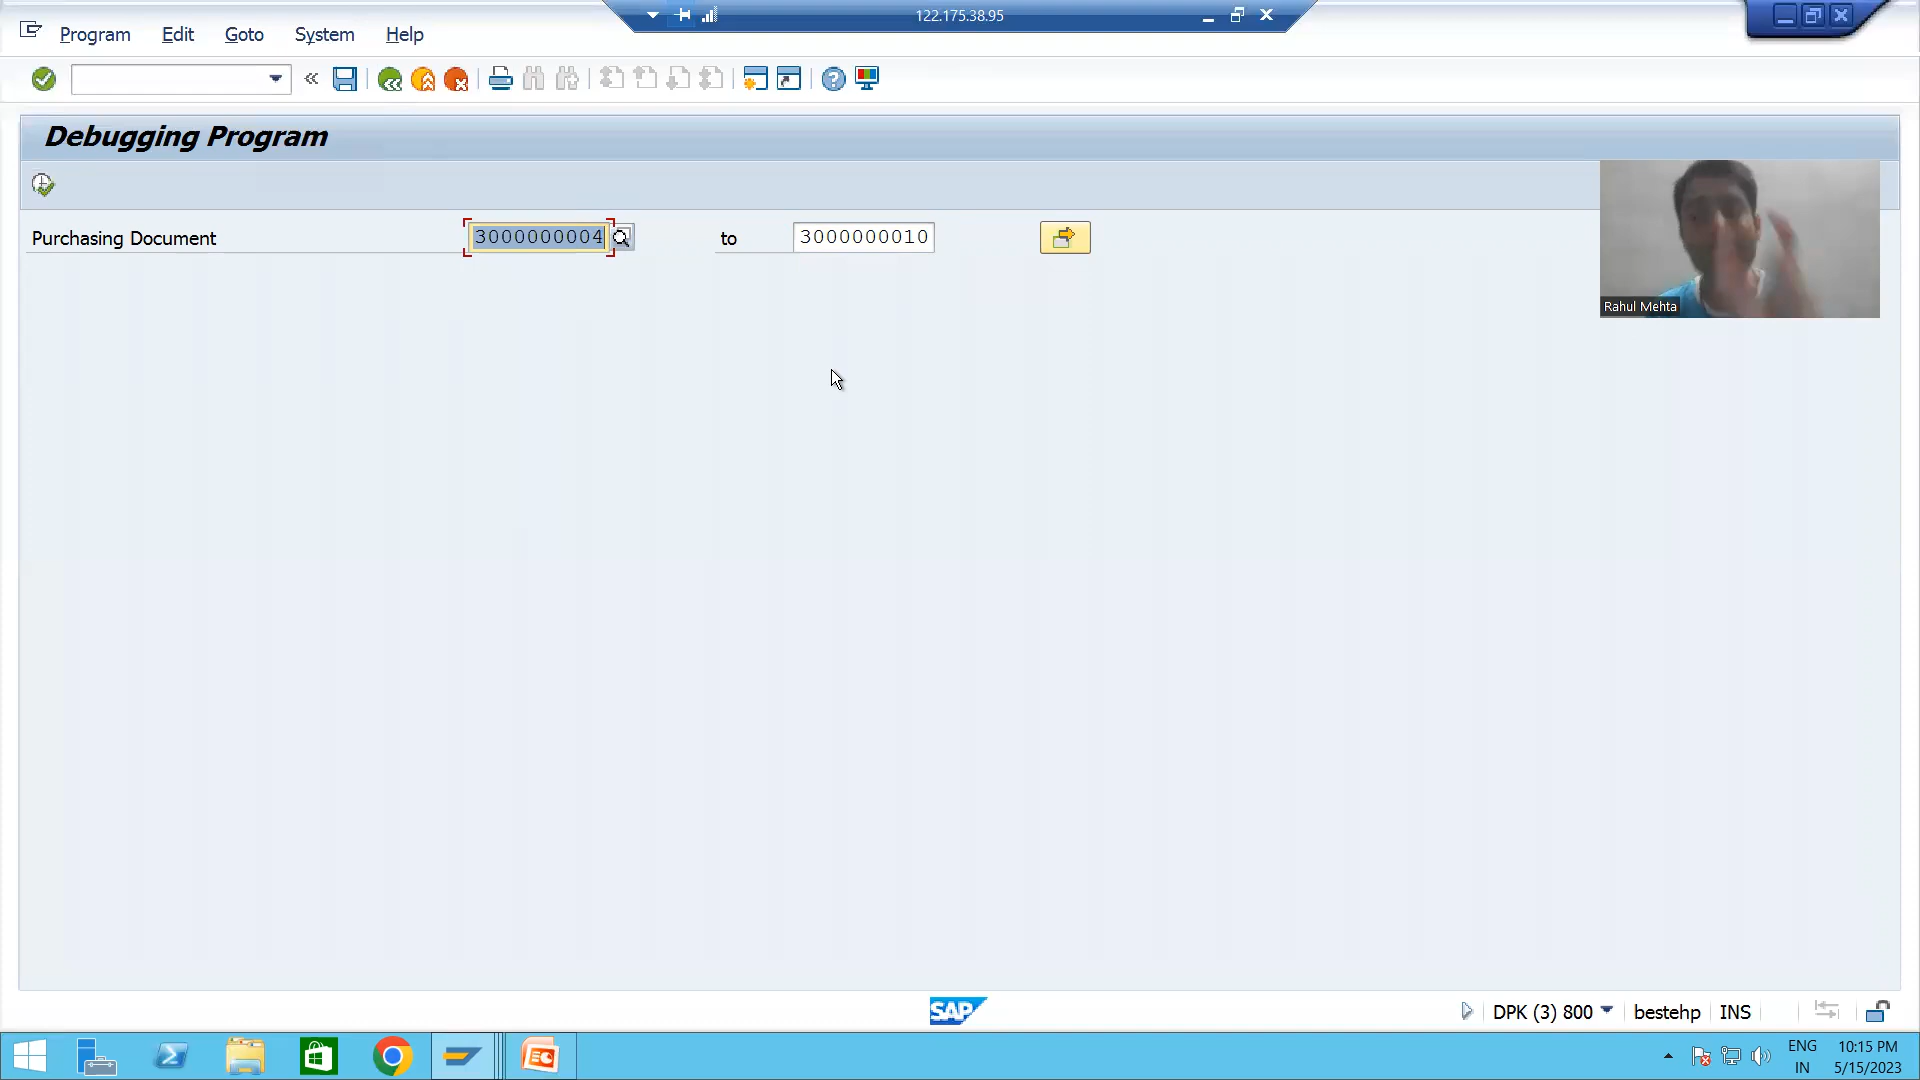 122.175.38.95
Program Edit Goto System Help
Debugging Program
Purchasing Document 3000000004 to 3000000010
Rahul Mehta
SAP
DPK (3) 800 bestehp INS
ENG 10:15 PM
IN 5/15/2023